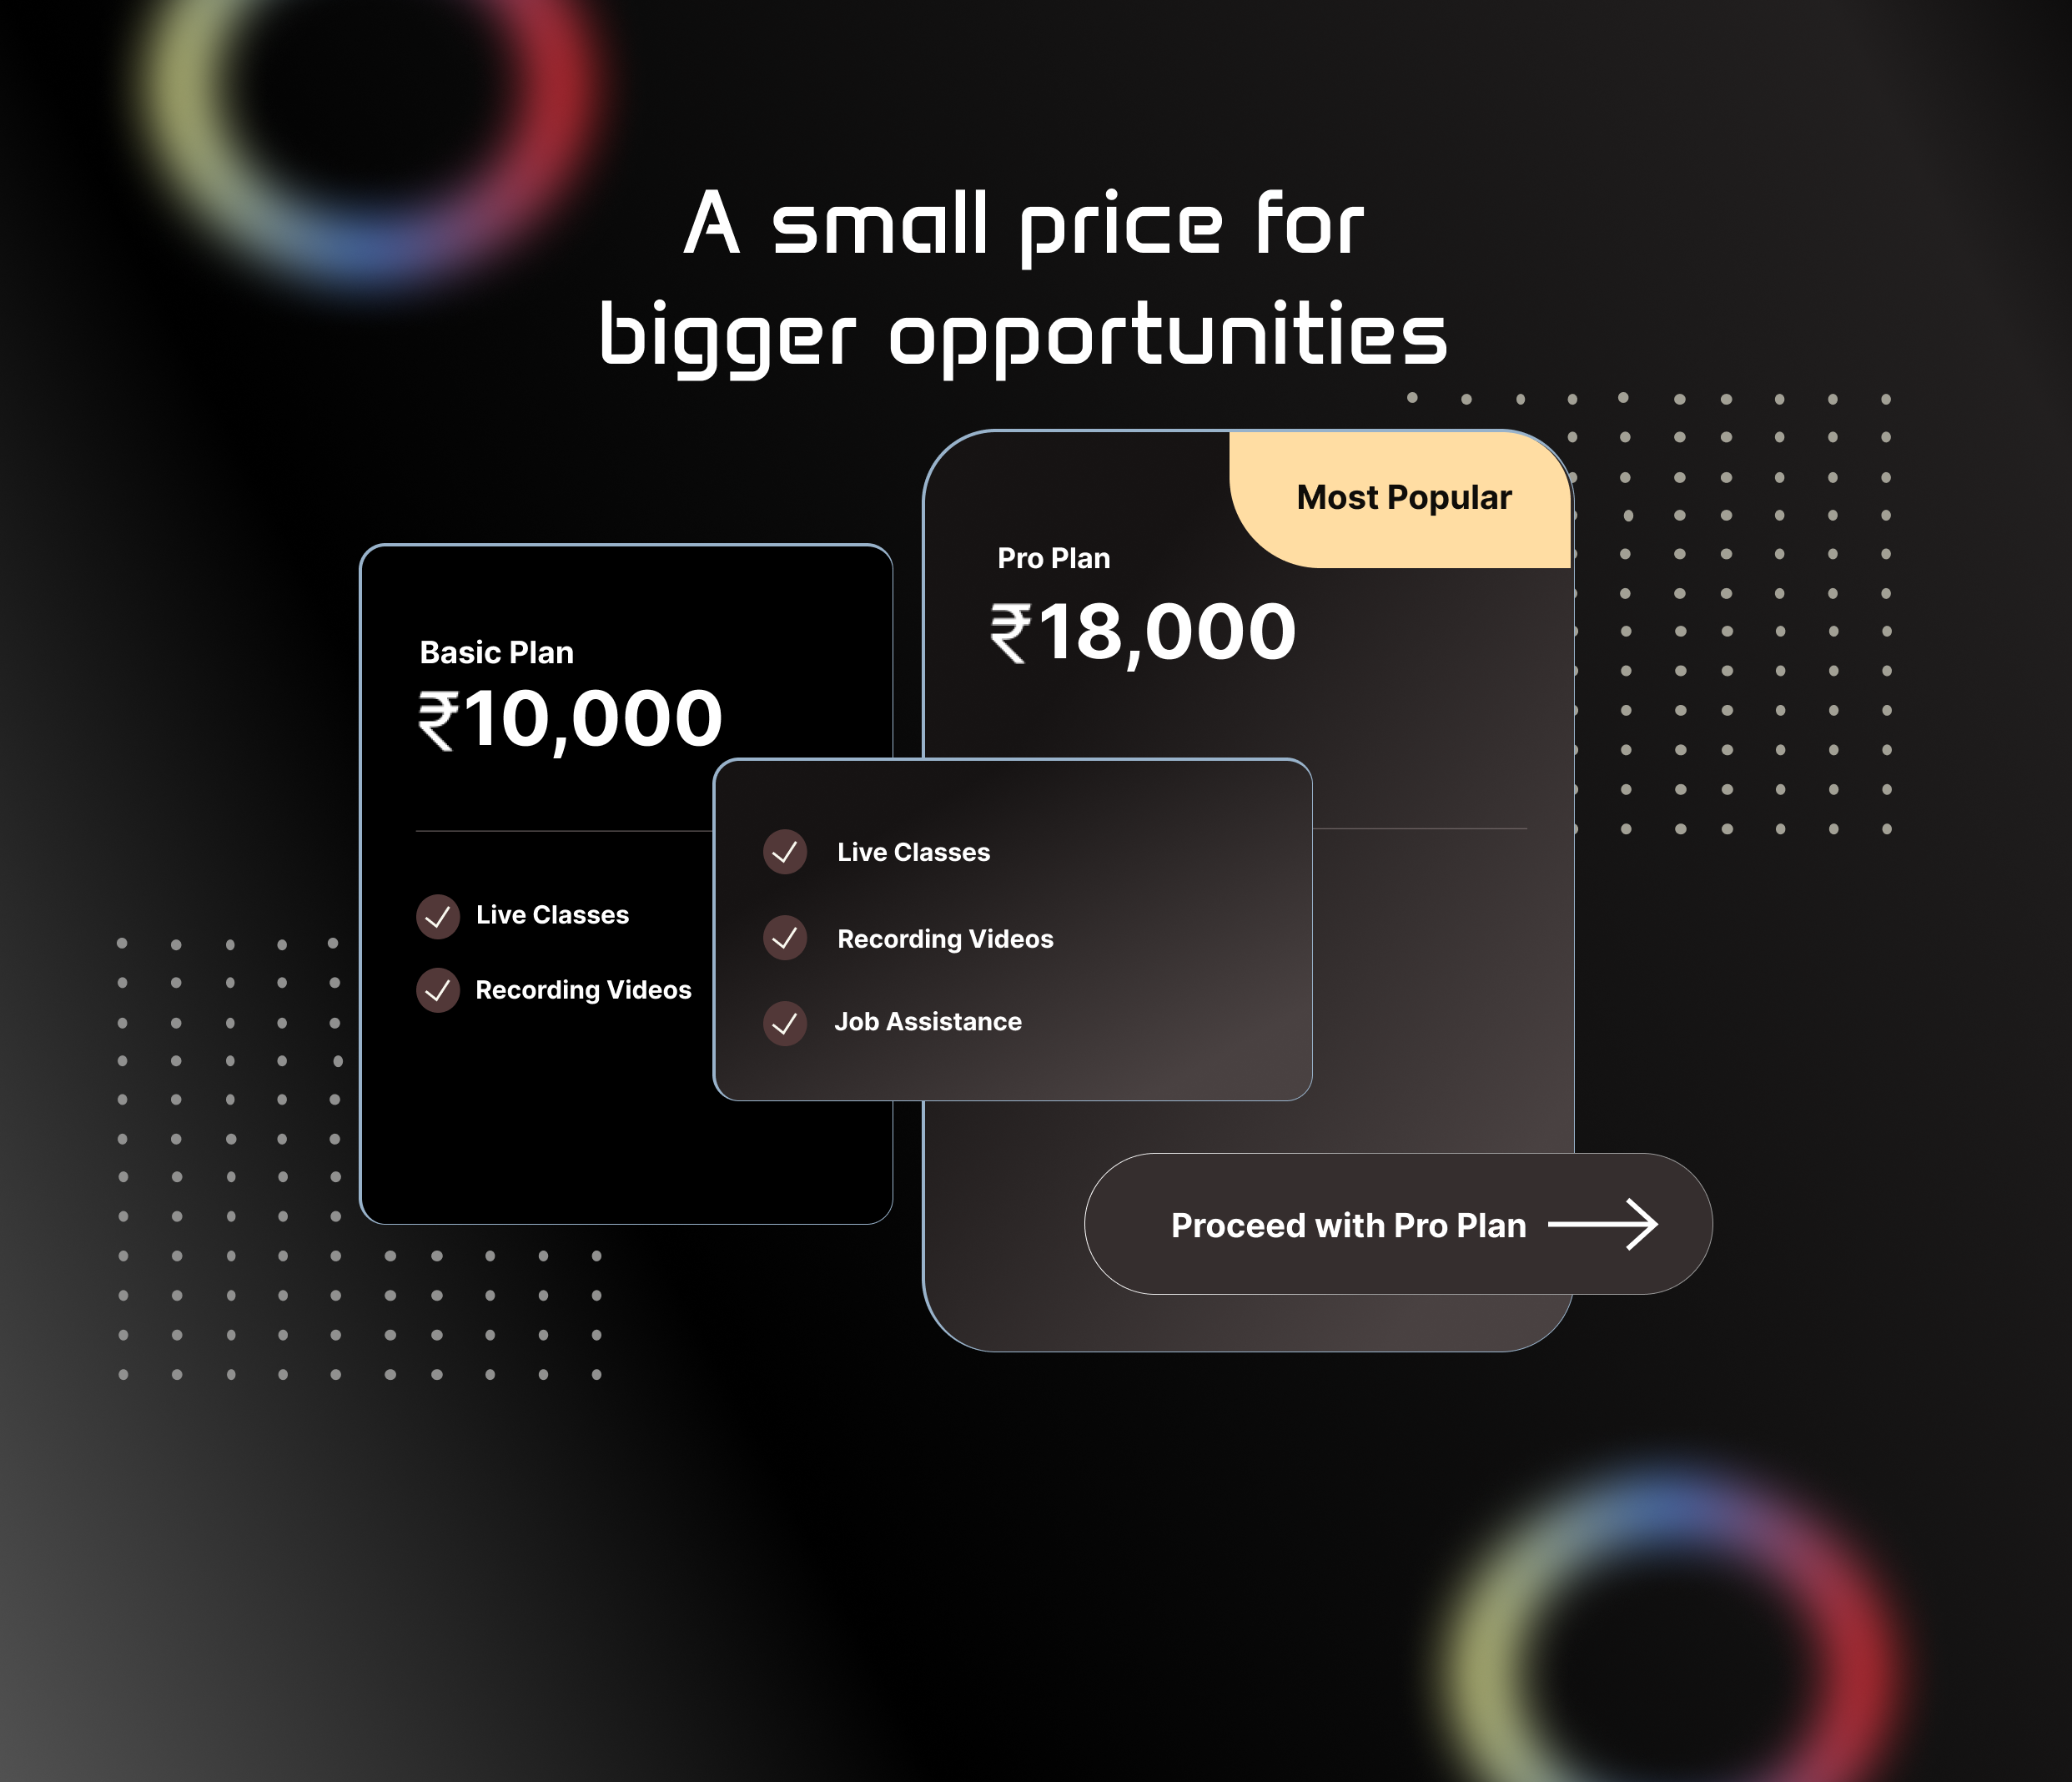 A small price for
bigger opportunities
Basic Plan
₹10,000
Live Classes
Recording Videos
Most Popular
Pro Plan
₹18,000
Live Classes
Recording Videos
Job Assistance
Proceed with Pro Plan